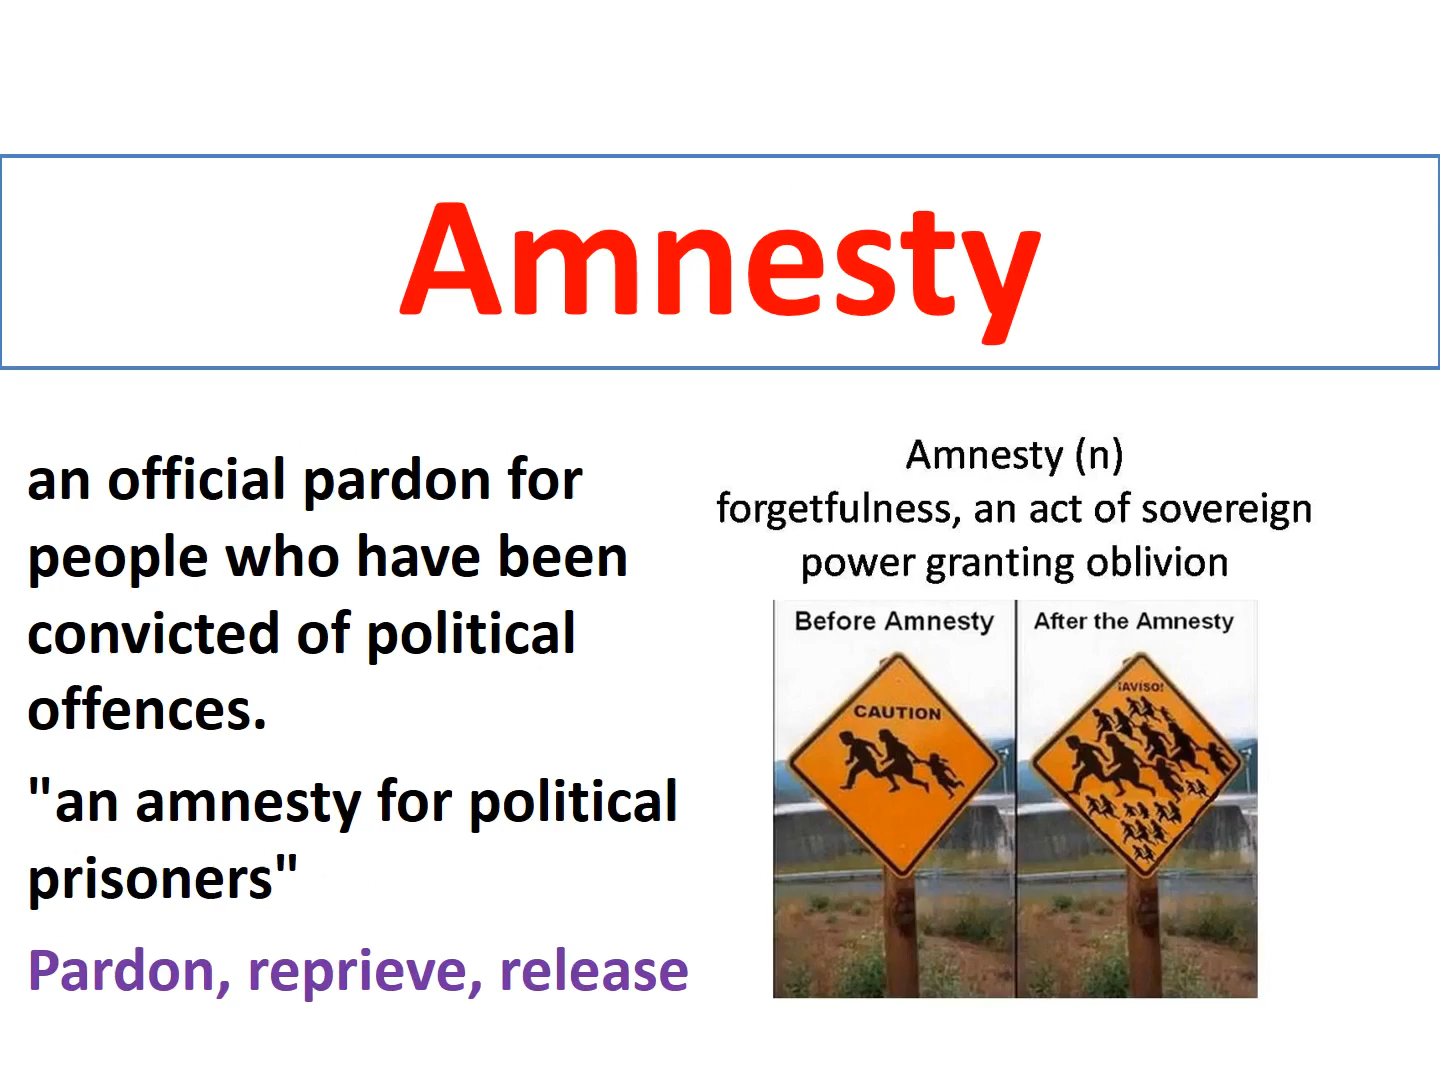 Amnesty
an official pardon for
people who have been
convicted of political
offences.
"an amnesty for political
prisoners"
Pardon, reprieve, release
Amnesty (n)
forgetfulness, an act of sovereign
power granting oblivion
Before Amnesty
After the Amnesty
CAUTION
¡AVISO!